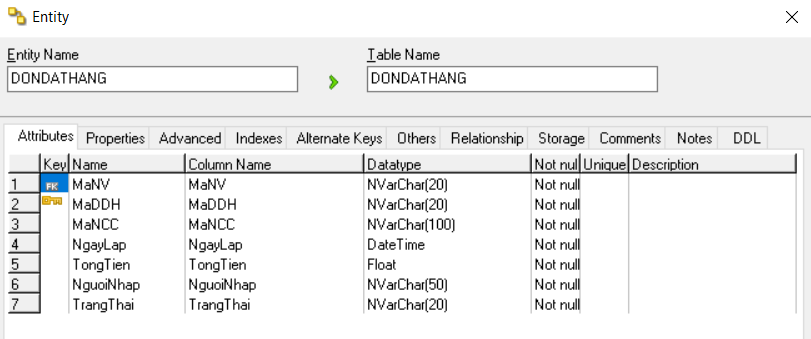 Entity
Entity Name Table Name
DONDATHANG DONDATHANG
Attributes Properties Advanced Indexes Alternate Keys Others Relationship Storage Comments Notes DDL
Key Name Column Name Datatype Not nul Unique Description
1 FK MaNV MaNV NVarChar(20) Not null
2 MaDDH MaDDH NVarChar(20) Not null
3 MaNCC MaNCC NVarChar(100) Not null
4 NgayLap NgayLap DateTime Not null
5 TongTien TongTien Float Not null
6 NguoiNhap NguoiNhap NVarChar(50) Not null
7 TrangThai TrangThai NVarChar(20) Not null